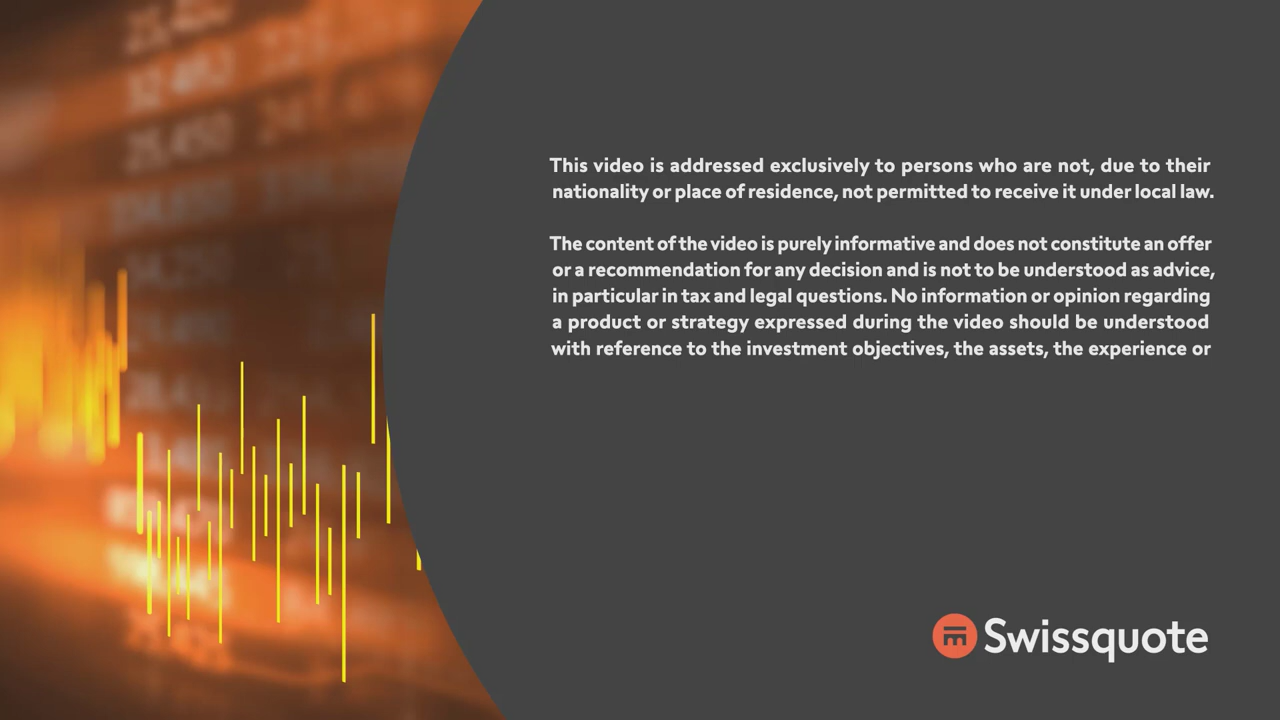 This video is addressed exclusively to persons who are not, due to their
nationality or place of residence, not permitted to receive it under local law.
The content of the video is purely informative and does not constitute an offer
or a recommendation for any decision and is not to be understood as advice,
in particular in tax and legal questions. No information or opinion regarding
a product or strategy expressed during the video should be understood
with reference to the investment objectives, the assets, the experience or
Swissquote